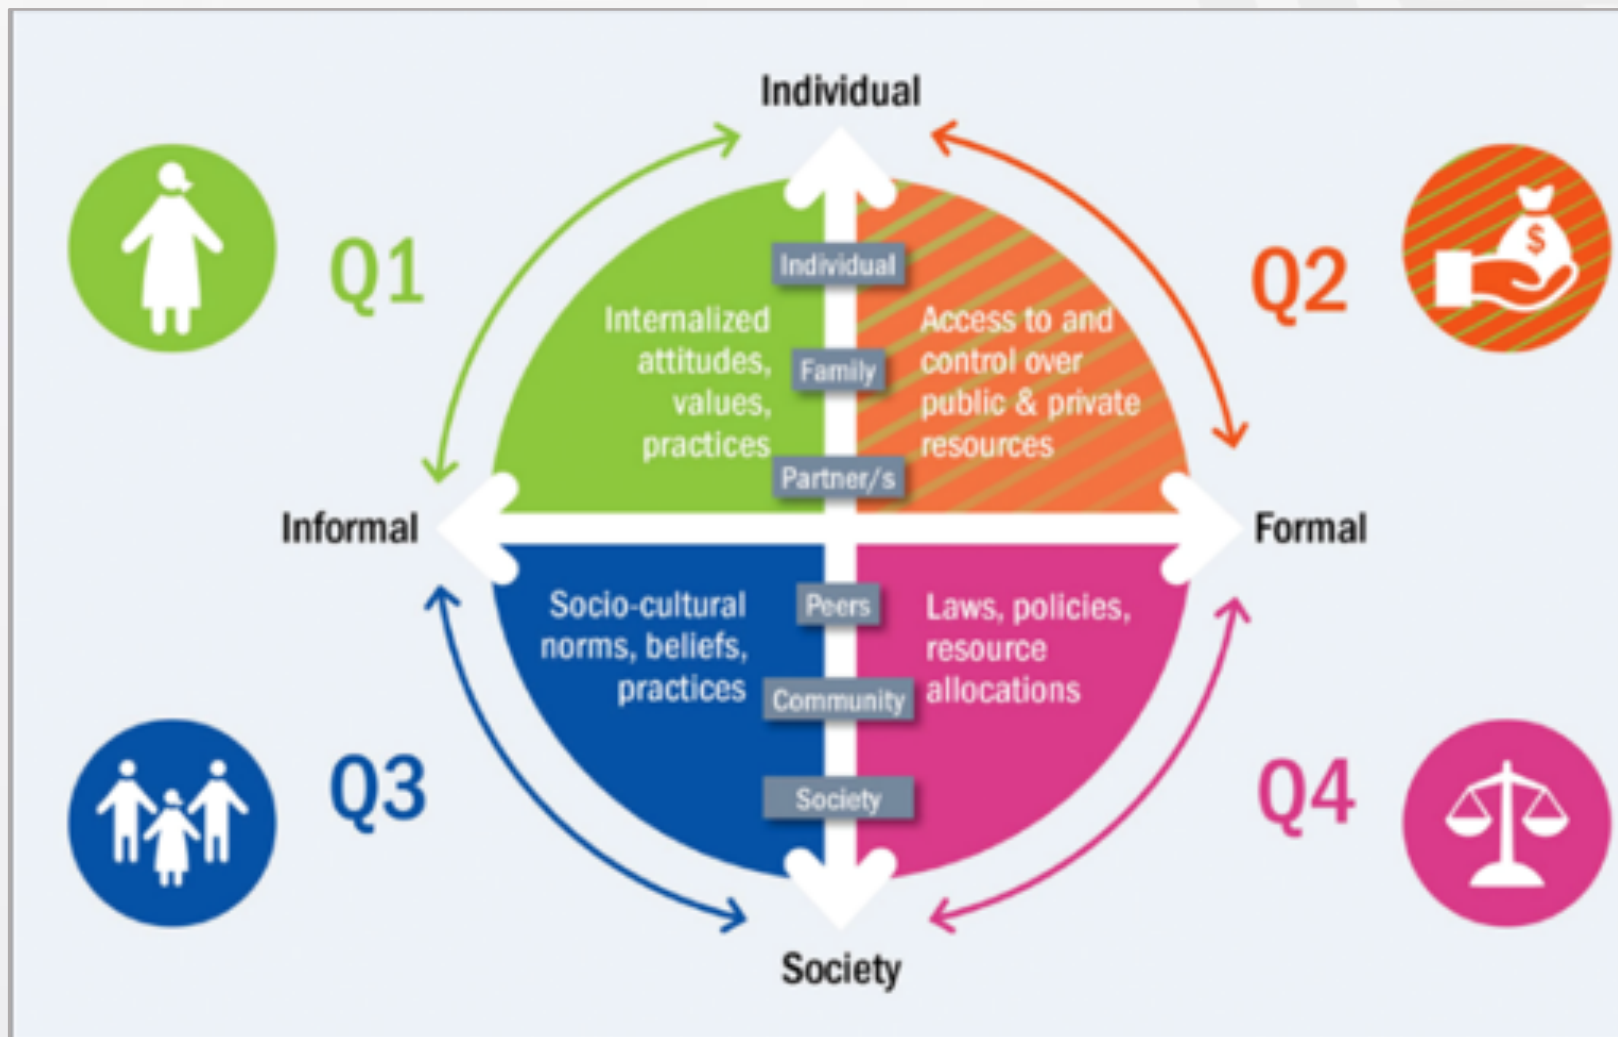 Individual
Q1
Q2
$
Individual
Internalized
attitudes,
values,
practices
Access to and
control over
public & private
resources
Family
Partner/s
Informal
Formal
Socio-cultural
norms, beliefs,
practices
Peers
Laws, policies,
resource
allocations
Community
Society
Q3
Q4
Society